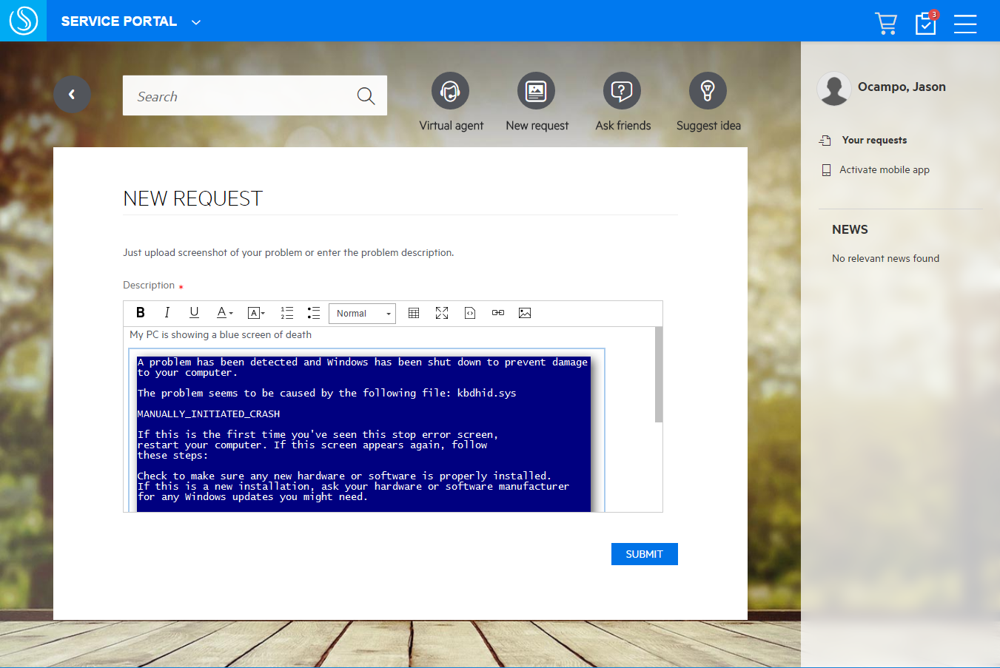 SERVICE PORTAL
3
Search
Virtual agent
New request
Ask friends
Suggest idea
Ocampo, Jason
Your requests
Activate mobile app
NEWS
No relevant news found
NEW REQUEST
Just upload screenshot of your problem or enter the problem description.
Description *
B I U A A Normal
My PC is showing a blue screen of death
A problem has been detected and Windows has been shut down to prevent damage
to your computer.
The problem seems to be caused by the following file: kbdhid.sys
MANUALLY_INITIATED_CRASH
If this is the first time you've seen this stop error screen,
restart your computer. If this screen appears again, follow
these steps:
Check to make sure any new hardware or software is properly installed.
If this is a new installation, ask your hardware or software manufacturer
for any Windows updates you might need.
SUBMIT